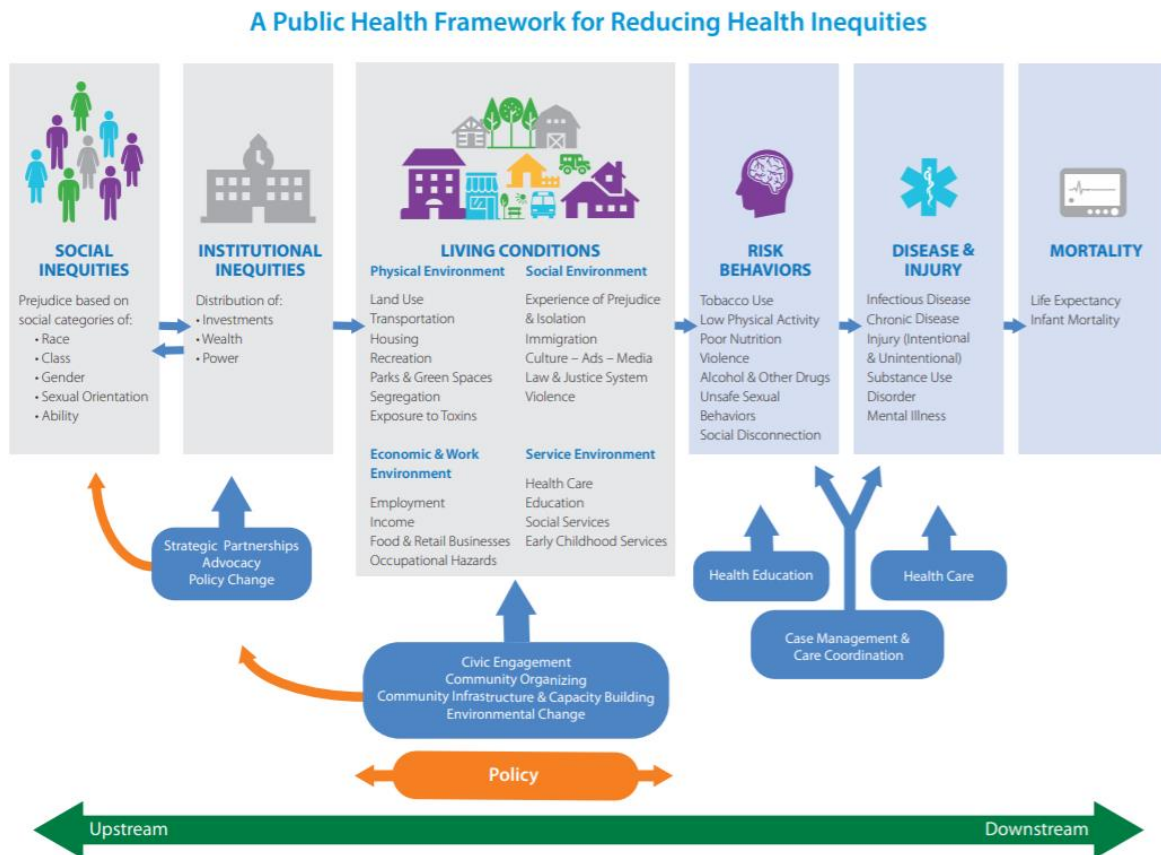 A Public Health Framework for Reducing Health Inequities
SOCIAL
INEQUITIES
Prejudice based on
social categories of:
• Race
• Class
• Gender
• Sexual Orientation
• Ability
INSTITUTIONAL
INEQUITIES
Distribution of:
• Investments
• Wealth
• Power
LIVING CONDITIONS
Physical Environment
Land Use
Transportation
Housing
Recreation
Parks & Green Spaces
Segregation
Exposure to Toxins
Social Environment
Experience of Prejudice
& Isolation
Immigration
Culture – Ads – Media
Law & Justice System
Violence
Economic & Work
Environment
Employment
Income
Food & Retail Businesses
Occupational Hazards
Service Environment
Health Care
Education
Social Services
Early Childhood Services
RISK
BEHAVIORS
Tobacco Use
Low Physical Activity
Poor Nutrition
Violence
Alcohol & Other Drugs
Unsafe Sexual
Behaviors
Social Disconnection
DISEASE &
INJURY
Infectious Disease
Chronic Disease
Injury (Intentional
& Unintentional)
Substance Use
Disorder
Mental Illness
MORTALITY
Life Expectancy
Infant Mortality
Strategic Partnerships
Advocacy
Policy Change
Civic Engagement
Community Organizing
Community Infrastructure & Capacity Building
Environmental Change
Health Education
Health Care
Case Management &
Care Coordination
Policy
Upstream
Downstream